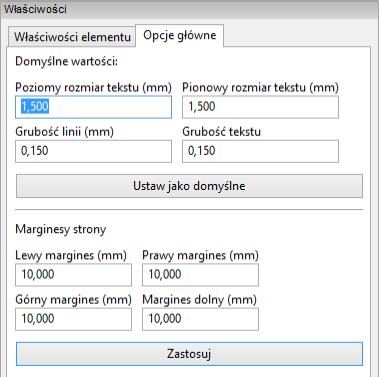 Właściwości
Właściwości elementu Opcje główne
Domyślne wartości:
Poziomy rozmiar tekstu (mm) Pionowy rozmiar tekstu (mm)
1,500 1,500
Grubość linii (mm) Grubość tekstu
0,150 0,150
Ustaw jako domyślne
Marginesy strony
Lewy margines (mm) Prawy margines (mm)
10,000 10,000
Górny margines (mm) Margines dolny (mm)
10,000 10,000
Zastosuj